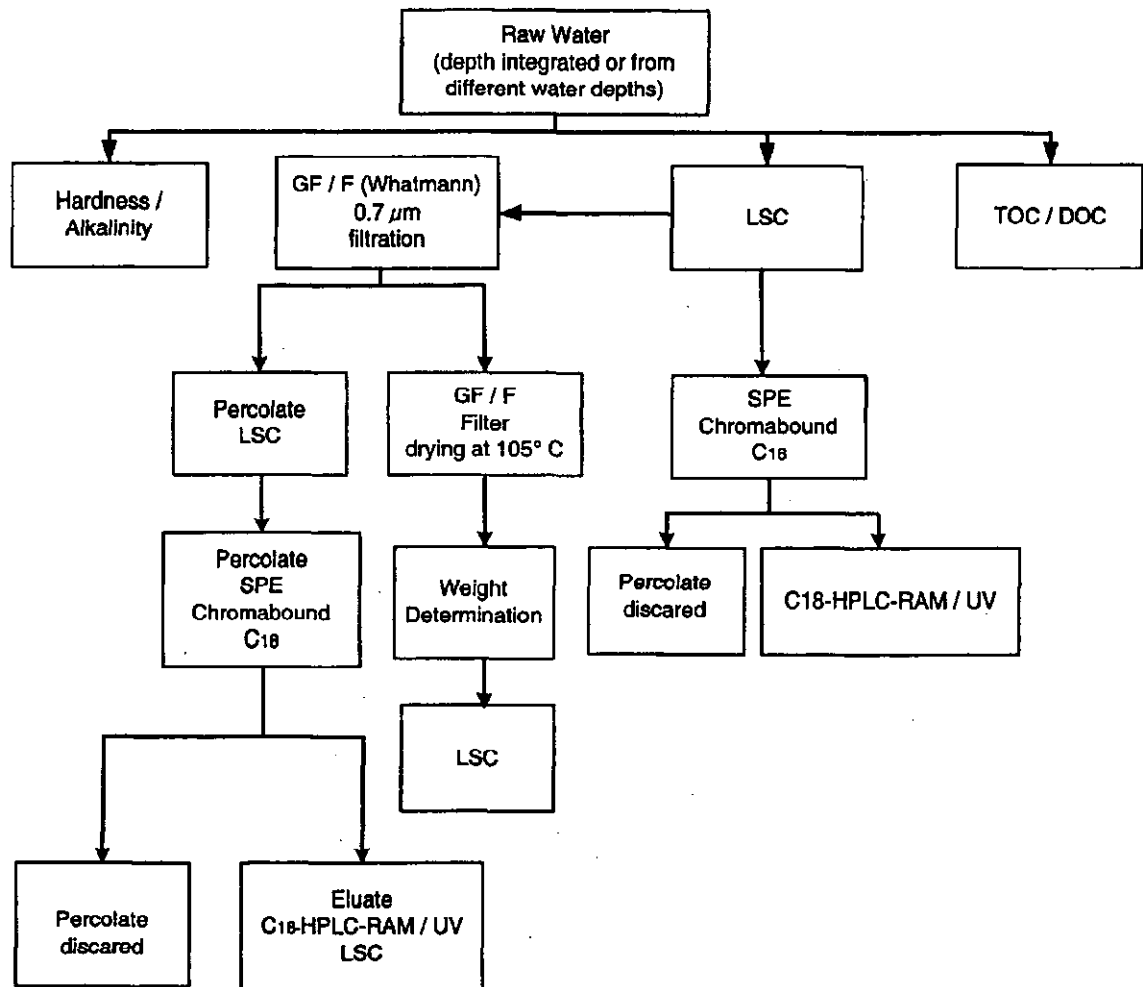 Raw Water
(depth integrated or from
different water depths)
Hardness /
Alkalinity
GF / F (Whatmann)
0.7 µm
filtration
LSC
TOC / DOC
Percolate
LSC
GF / F
Filter
drying at 105° C
SPE
Chromabound
C18
Percolate
SPE
Chromabound
C18
Weight
Determination
Percolate
discared
C18-HPLC-RAM / UV
LSC
Percolate
discared
Eluate
C18-HPLC-RAM / UV
LSC